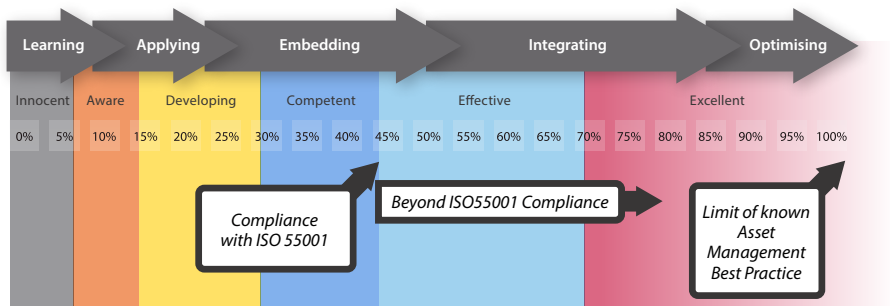 Learning Applying Embedding Integrating Optimising
Innocent Aware Developing Competent Effective Excellent
0% 5% 10% 15% 20% 25% 30% 35% 40% 45% 50% 55% 60% 65% 70% 75% 80% 85% 90% 95% 100%
Compliance
with ISO 55001
Beyond ISO55001 Compliance
Limit of known
Asset
Management
Best Practice